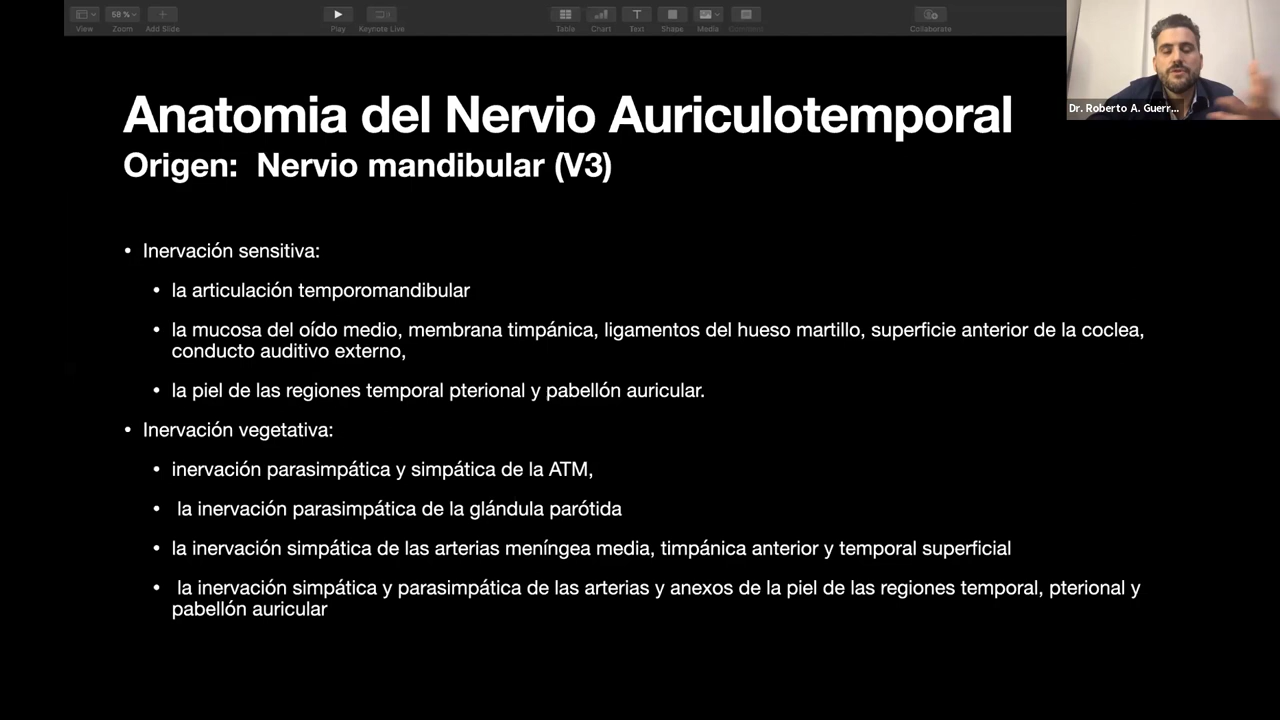 View
58 %
Zoom
Add Slide
Play
Keynote Live
Table
Chart
T
Text
Shape
Media
Comment
Collaborate
Dr. Roberto A. Guerr...
Anatomia del Nervio Auriculotemporal
Origen: Nervio mandibular (V3)
• Inervación sensitiva:
• la articulación temporomandibular
• la mucosa del oído medio, membrana timpánica, ligamentos del hueso martillo, superficie anterior de la coclea,
conducto auditivo externo,
• la piel de las regiones temporal pterional y pabellón auricular.
• Inervación vegetativa:
• inervación parasimpática y simpática de la ATM,
• la inervación parasimpática de la glándula parótida
• la inervación simpática de las arterias meníngea media, timpánica anterior y temporal superficial
• la inervación simpática y parasimpática de las arterias y anexos de la piel de las regiones temporal, pterional y
pabellón auricular